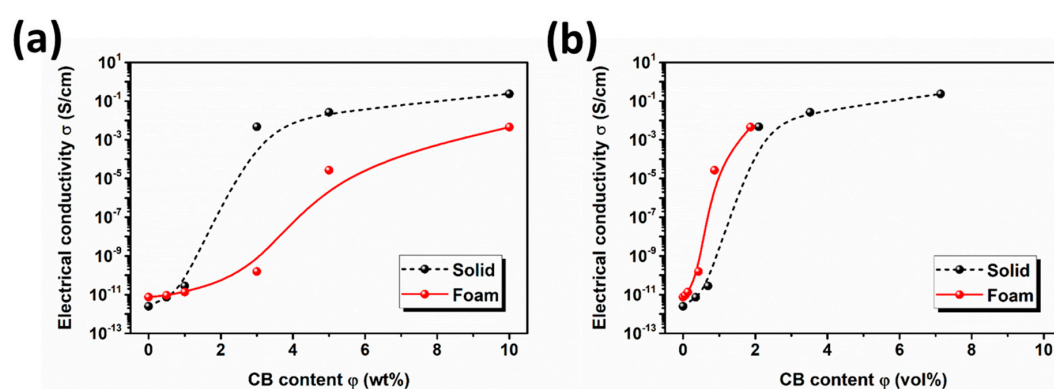 (a)
Electrical conductivity σ (S/cm)
10¹
10⁻¹
10⁻³
10⁻⁵
10⁻⁷
10⁻⁹
10⁻¹¹
10⁻¹³
0 2 4 6 8 10
CB content φ (wt%)
Solid
Foam
(b)
Electrical conductivity σ (S/cm)
10¹
10⁻¹
10⁻³
10⁻⁵
10⁻⁷
10⁻⁹
10⁻¹¹
10⁻¹³
0 2 4 6 8 10
CB content φ (vol%)
Solid
Foam